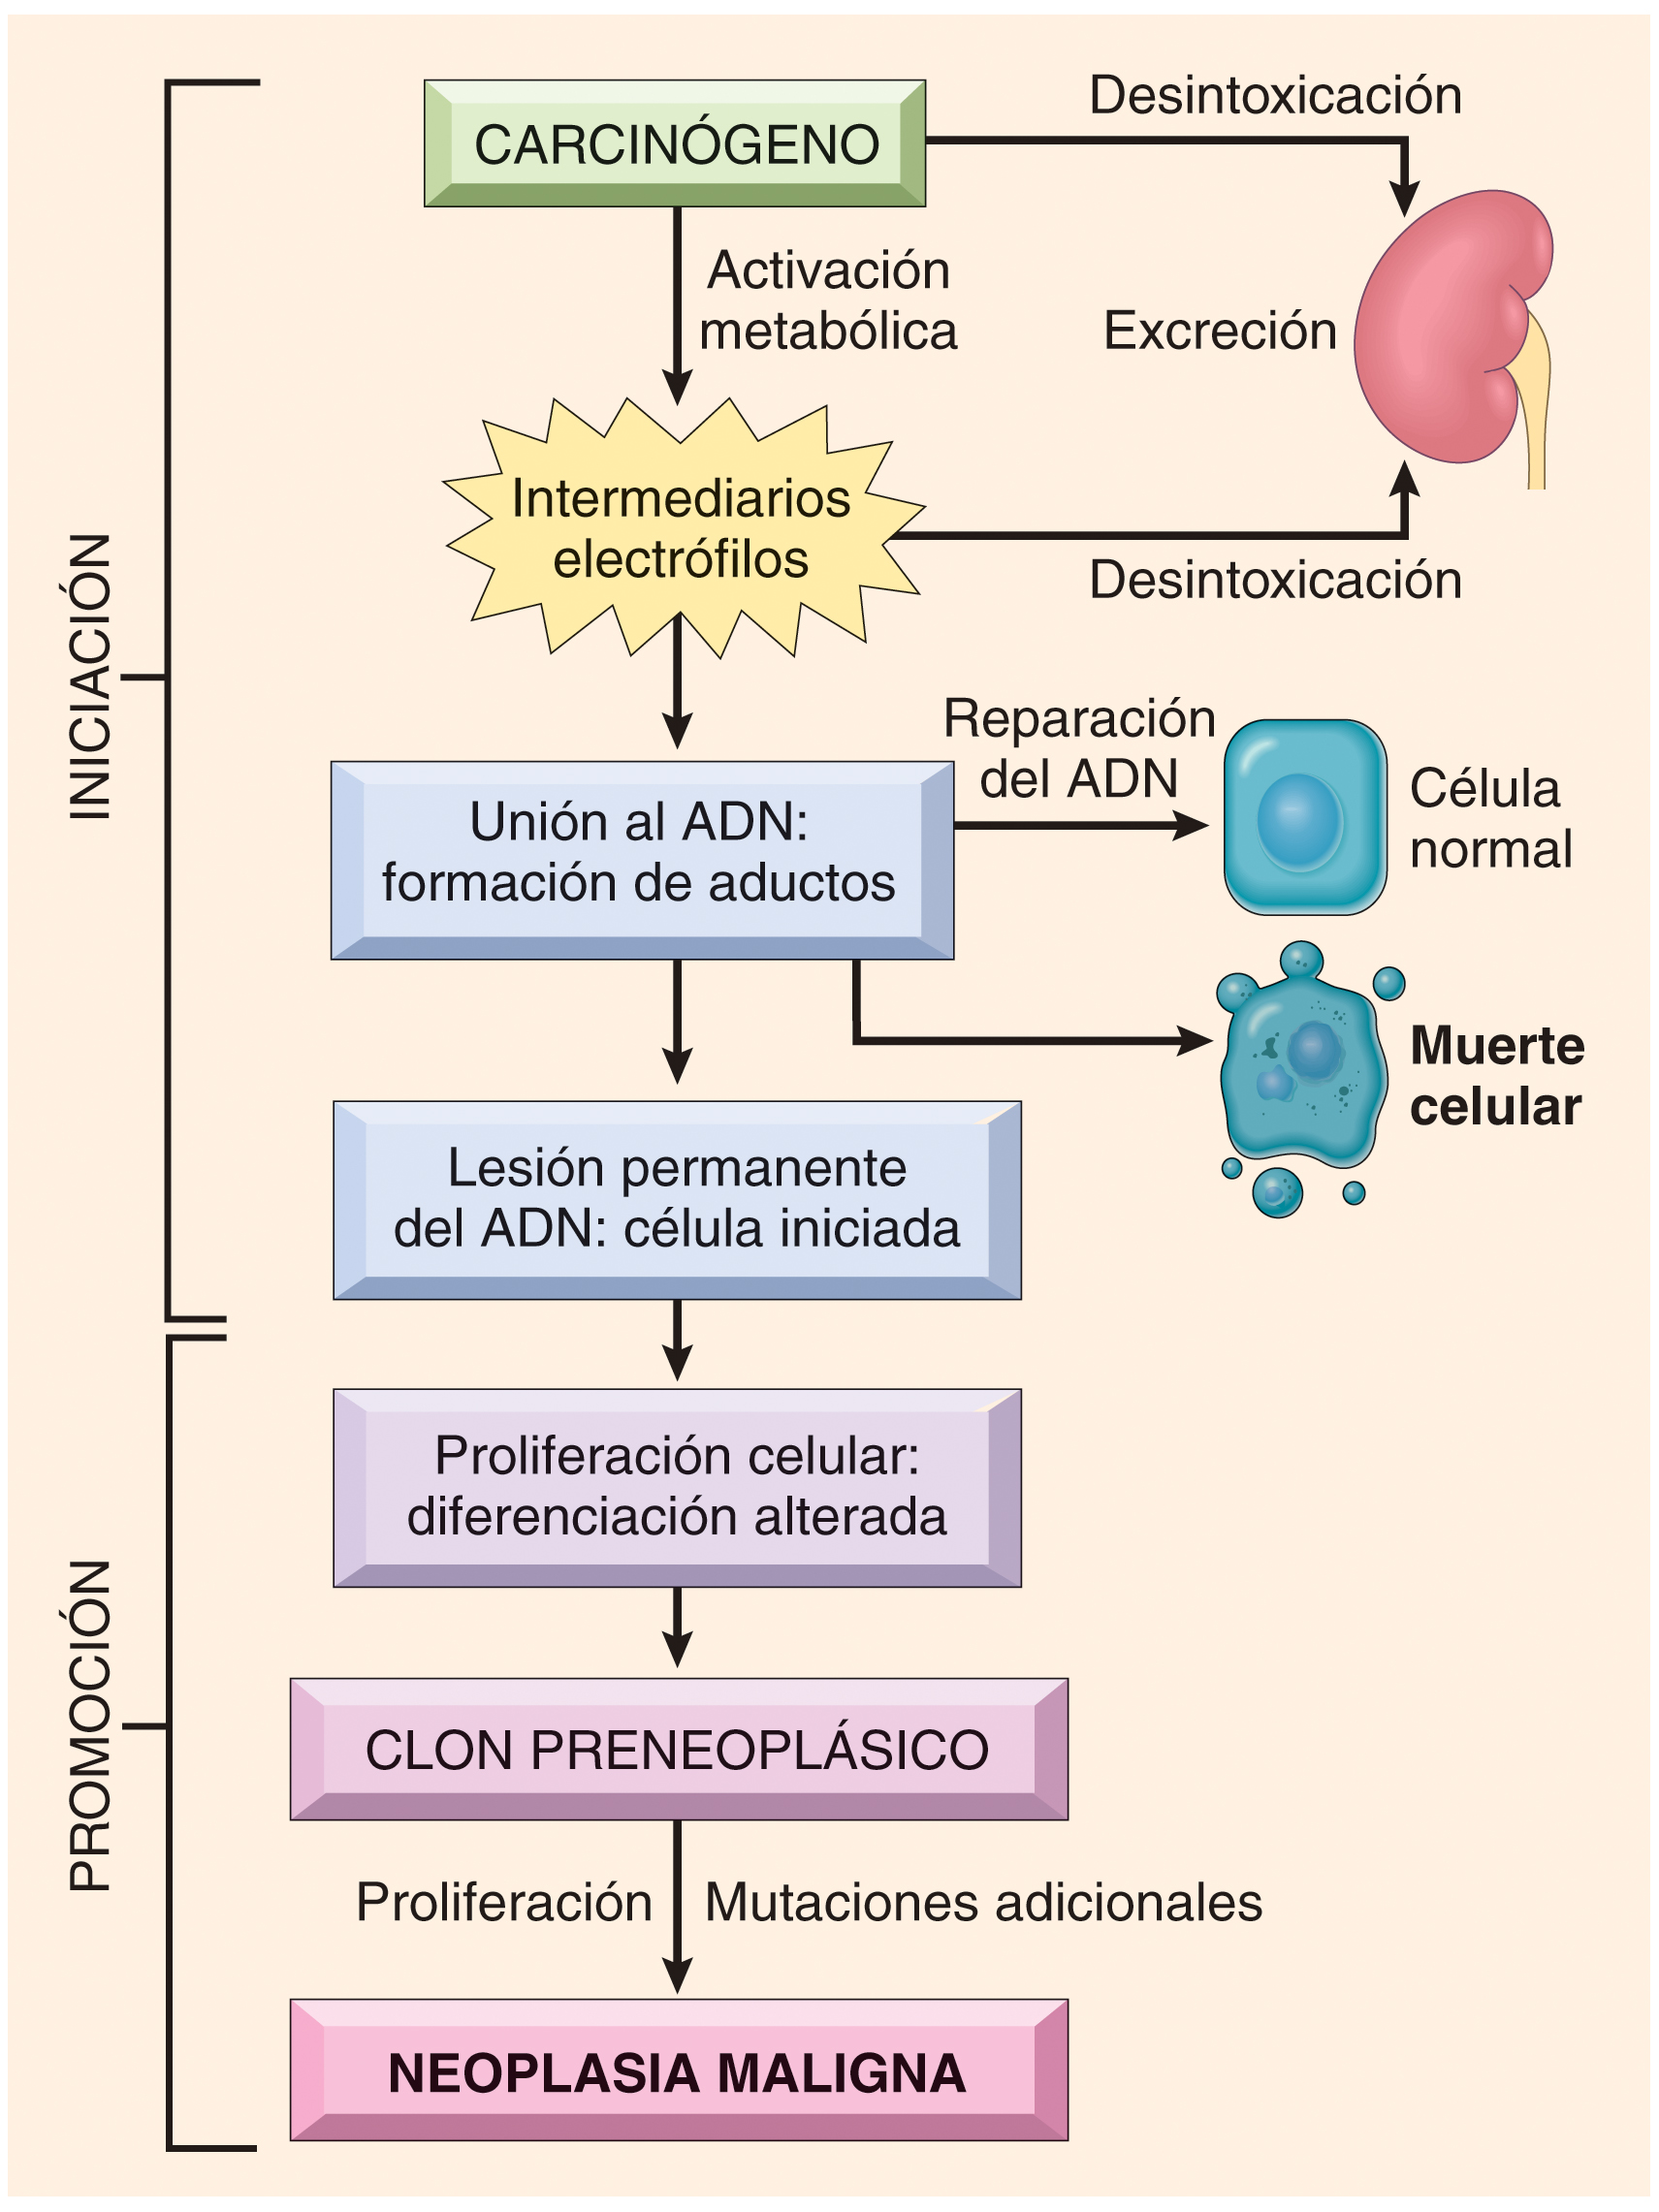 INICIACIÓN
CARCINÓGENO
Desintoxicación
Activación
metabólica
Excreción
Intermediarios
electrófilos
Desintoxicación
Unión al ADN:
formación de aductos
Reparación
del ADN
Célula
normal
Muerte
celular
Lesión permanente
del ADN: célula iniciada
PROMOCIÓN
Proliferación celular:
diferenciación alterada
CLON PRENEOPLÁSICO
Proliferación
Mutaciones adicionales
NEOPLASIA MALIGNA